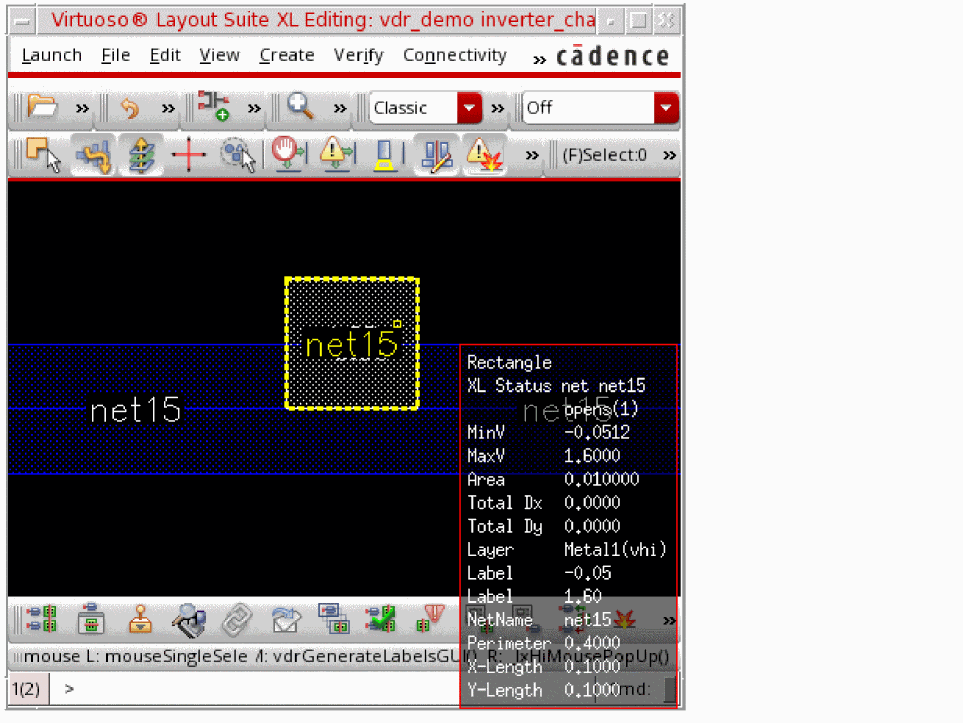 Virtuoso® Layout Suite XL Editing: vdr_demo inverter_cha
Launch File Edit View Create Verify Connectivity » cādence
» » » » Classic » Off
» (F)Select:0 »
net15
net15
net15
Rectangle
XL Status net net15
opens(1)
MinV -0.0512
MaxV 1.6000
Area 0.010000
Total Dx 0.0000
Total Dy 0.0000
Layer Metal1(vhi)
Label -0.05
Label 1.60
NetName net15
Perimeter 0.4000
X-Length 0.1000
Y-Length 0.1000
»
mouse L: mouseSingleSele /I: vdrGenerateLabelsGUI() R: _lxHiMousePopUp()
1(2) > md: